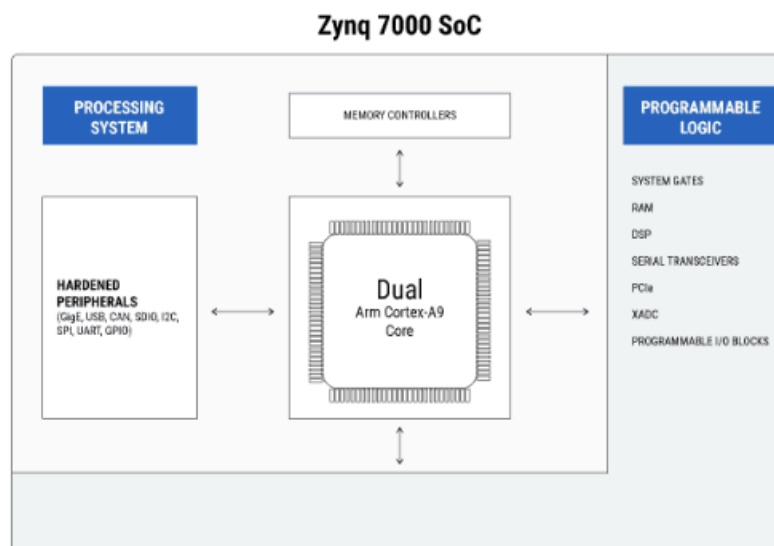 Zynq 7000 SoC
PROCESSING
SYSTEM
MEMORY CONTROLLERS
PROGRAMMABLE
LOGIC
HARDENED
PERIPHERALS
(GigE, USB, CAN, SDIO, I2C,
SPI, UART, GPIO)
Dual
Arm Cortex-A9
Core
SYSTEM GATES
RAM
DSP
SERIAL TRANSCEIVERS
PCIe
XADC
PROGRAMMABLE I/O BLOCKS